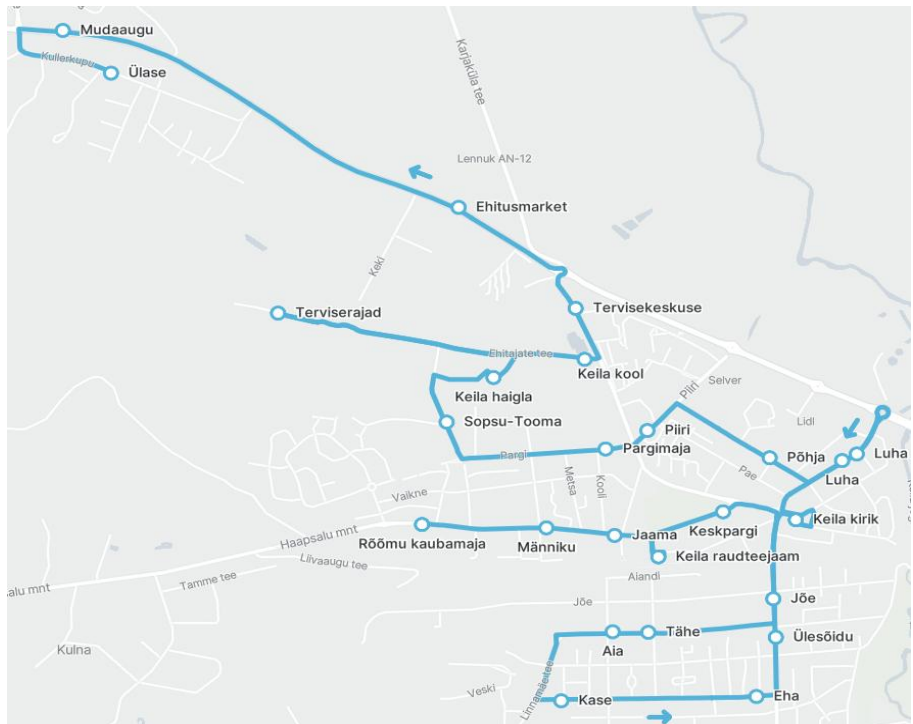 Mudaaugu
Kullerkupu
Ülase
Karjaküla tee
Lennuk AN-12
Ehitusmarket
Keki
Terviserajad
Tervisekeskuse
Ehitajate tee
Keila kool
Keila haigla
Piiri
Selver
Sopsu-Tooma
Piiri
Lidi
Pargi
Pargimaja
Põhja
Luha
Luha
Pae
Metsa
Kooli
Vaikne
Keskpargi
Keila kirik
Haapsalu mnt
Rõõmu kaubamaja
Männiku
Jaama
Keila raudteejaam
Liivaaugu tee
Aiandi
Tamme tee
salu mnt
Jõe
Jõe
Kulna
Aia
Tähe
Ülesõidu
Veski
Linnamäe tee
Kase
Eha